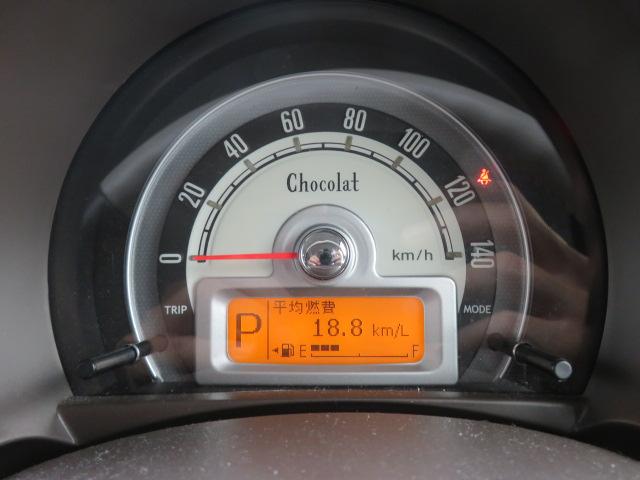 0 20 40 60 80 100 120 140
Chocolat
km/h
TRIP
MODE
P
平均燃費
18.8 km/L
E F